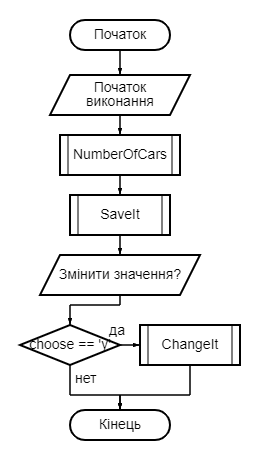 Початок
Початок
виконання
NumberOfCars
SaveIt
Змінити значення?
choose == 'y'
да
ChangeIt
нет
Кінець